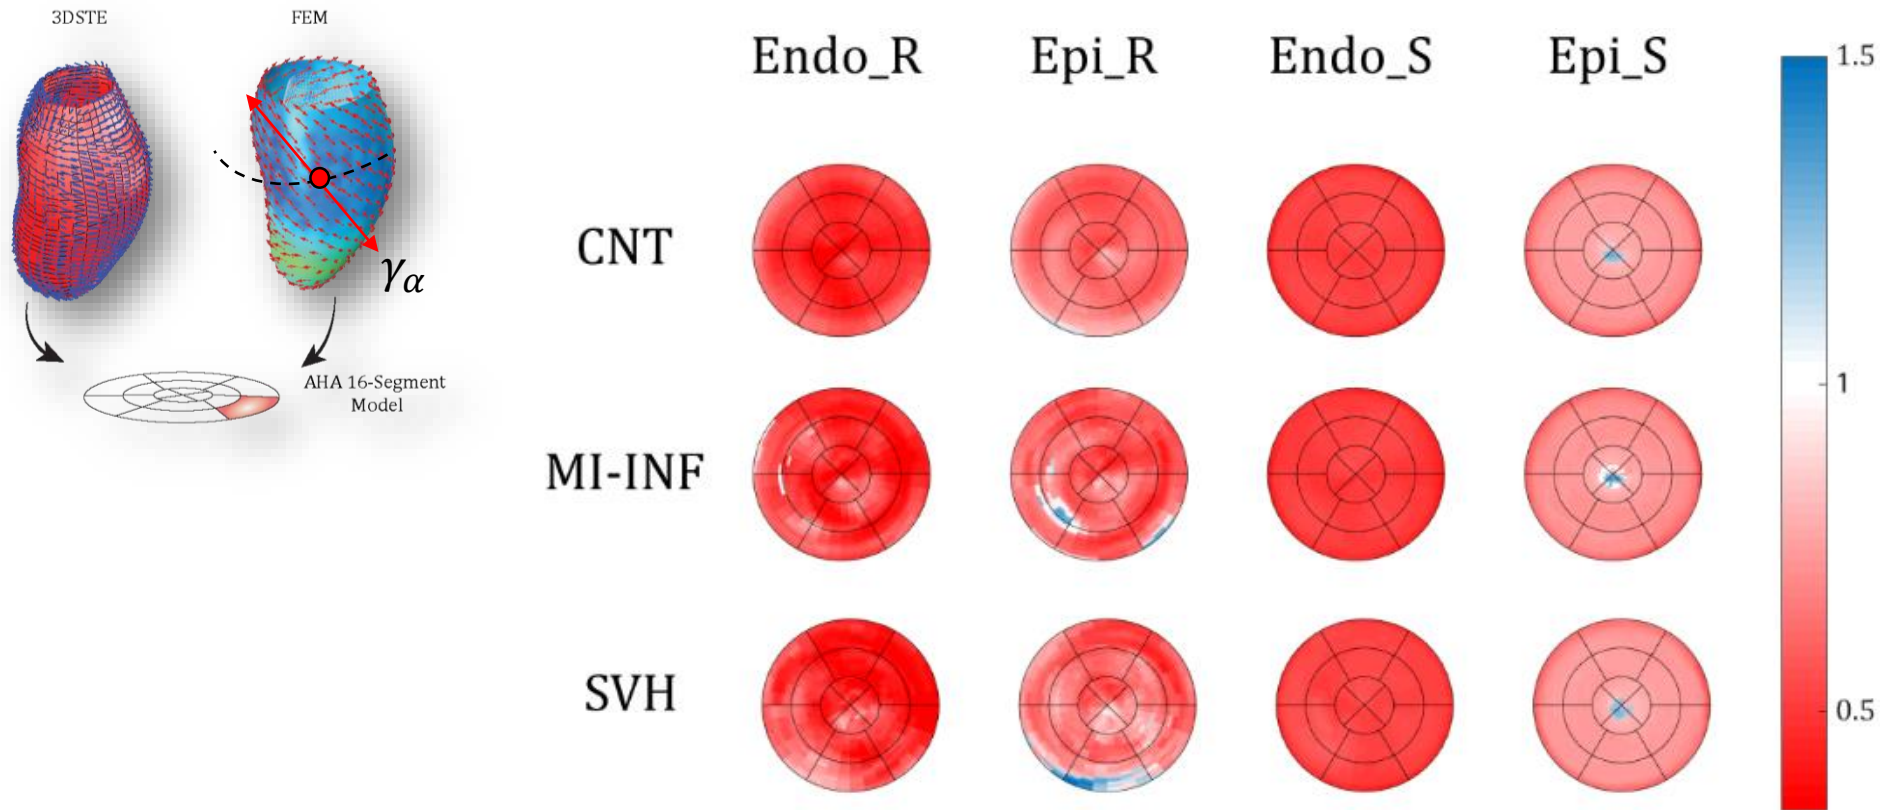 3DSTE
FEM
γα
AHA 16-Segment
Model
Endo_R
Epi_R
Endo_S
Epi_S
CNT
MI-INF
SVH
1.5
1
0.5